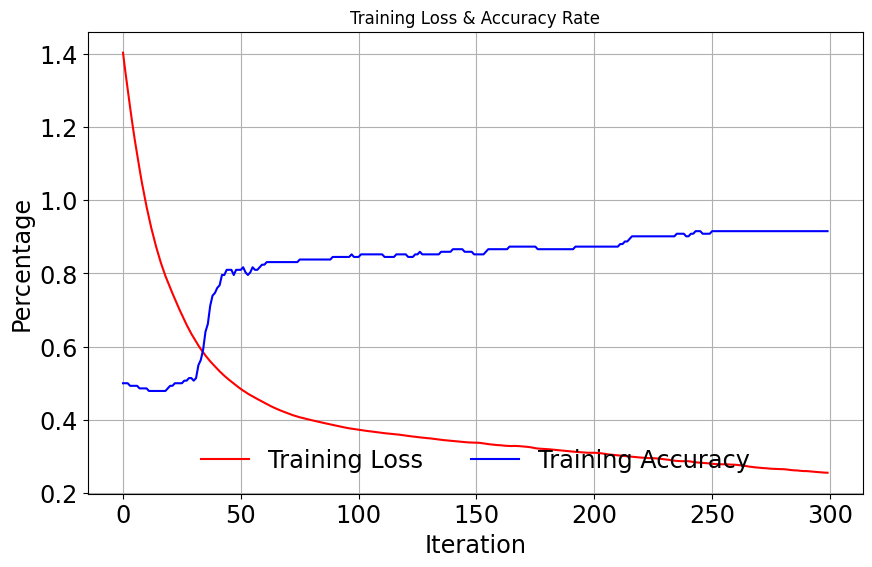 Training Loss & Accuracy Rate
Percentage
1.4
1.2
1.0
0.8
0.6
0.4
0.2
Training Loss
Training Accuracy
0 50 100 150 200 250 300
Iteration